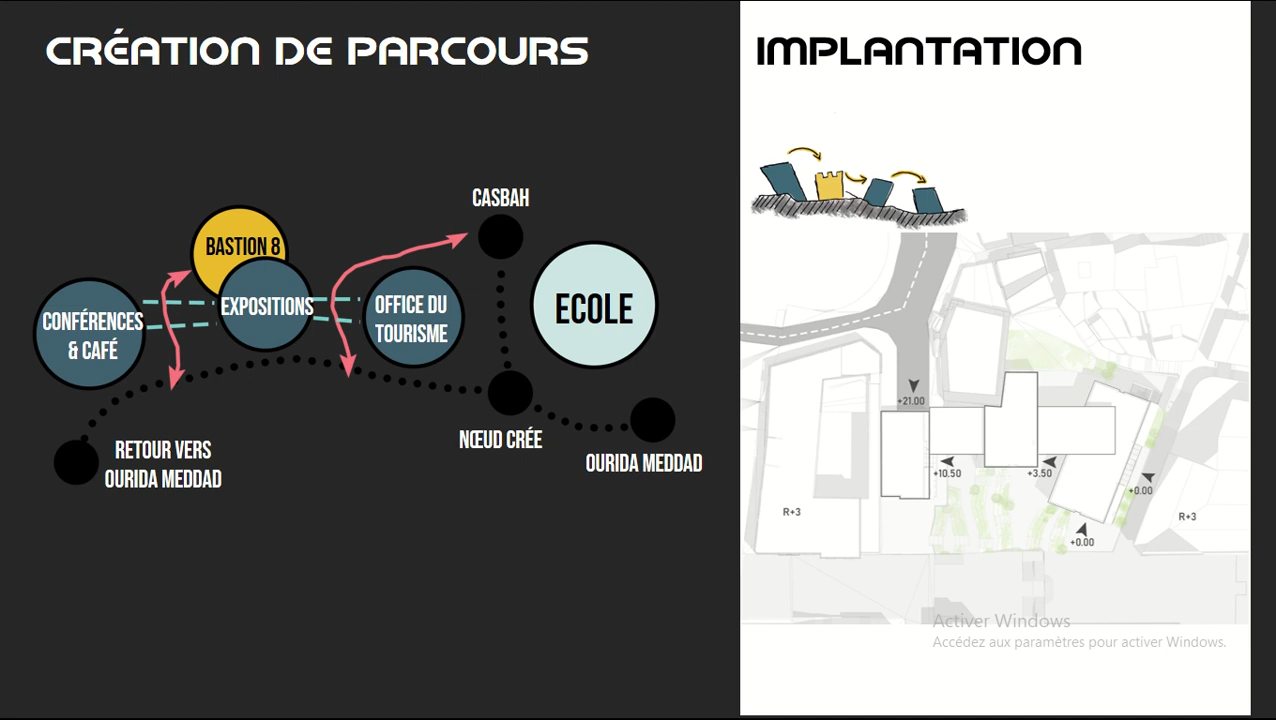 CRÉATION DE PARCOURS
CASBAH
BASTION 8
EXPOSITIONS
CONFÉRENCES
& CAFÉ
OFFICE DU
TOURISME
ECOLE
RETOUR VERS
OURIDA MEDDAD
NŒUD CRÉE
OURIDA MEDDAD
IMPLANTATION
+21.00
+10.50
+3.50
+0.00
+0.00
R+3
R+3
Activer Windows
Accédez aux paramètres pour activer Windows.